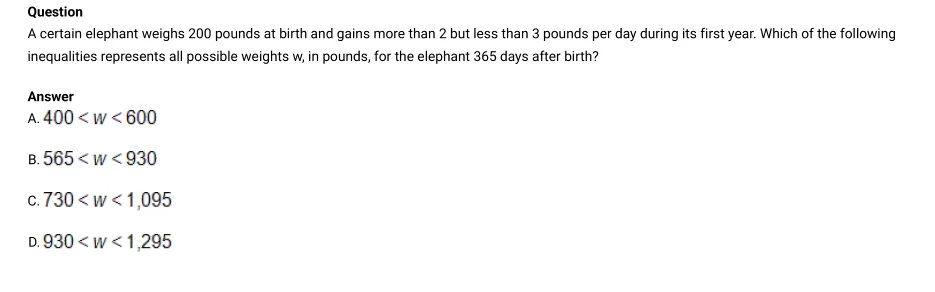 Question
A certain elephant weighs 200 pounds at birth and gains more than 2 but less than 3 pounds per day during its first year. Which of the following
inequalities represents all possible weights w, in pounds, for the elephant 365 days after birth?
Answer
A. 400 < w < 600
B. 565 < w < 930
C. 730 < w < 1,095
D. 930 < w < 1,295